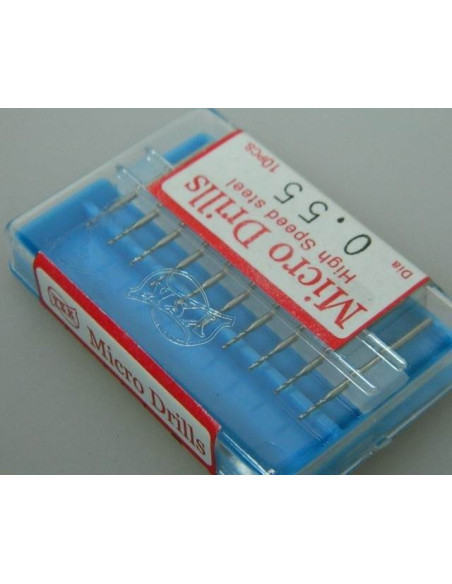 Micro Drills
High Speed steel
10pcs
Dia
0.55
Micro Drills